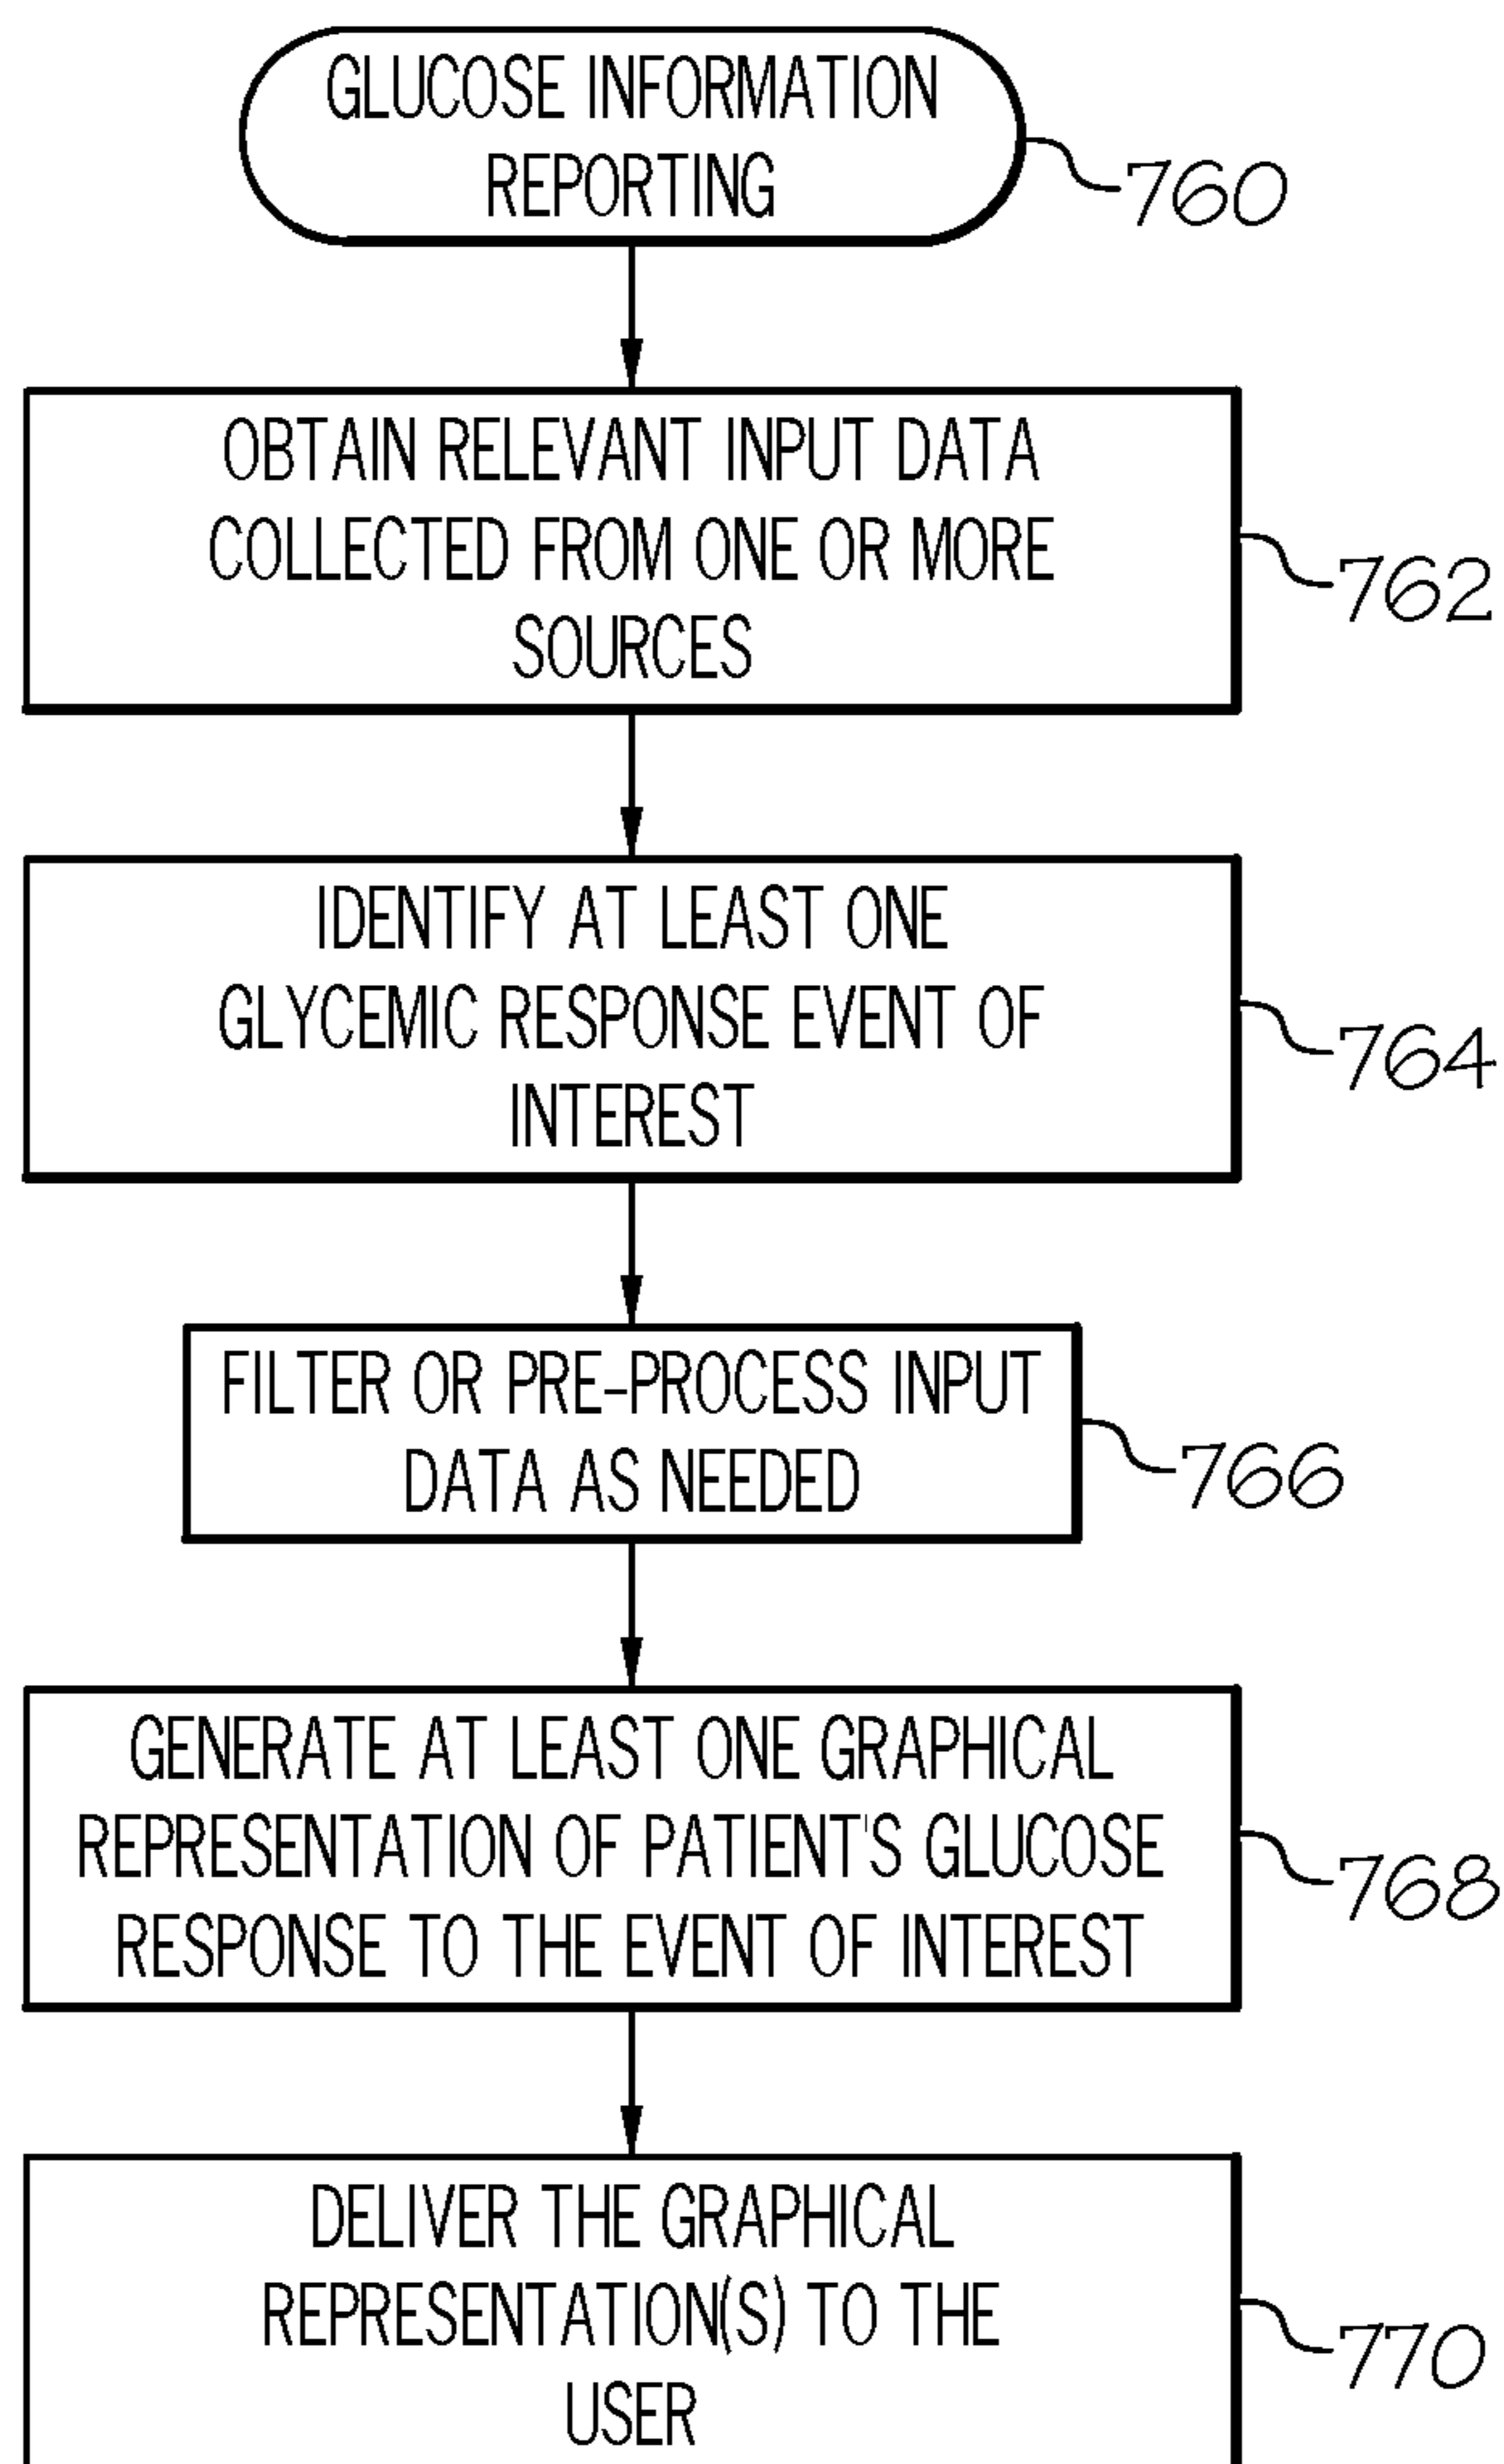 GLUCOSE INFORMATION
REPORTING
760
OBTAIN RELEVANT INPUT DATA
COLLECTED FROM ONE OR MORE
SOURCES
762
IDENTIFY AT LEAST ONE
GLYCEMIC RESPONSE EVENT OF
INTEREST
764
FILTER OR PRE-PROCESS INPUT
DATA AS NEEDED
766
GENERATE AT LEAST ONE GRAPHICAL
REPRESENTATION OF PATIENT'S GLUCOSE
RESPONSE TO THE EVENT OF INTEREST
768
DELIVER THE GRAPHICAL
REPRESENTATION(S) TO THE
USER
770